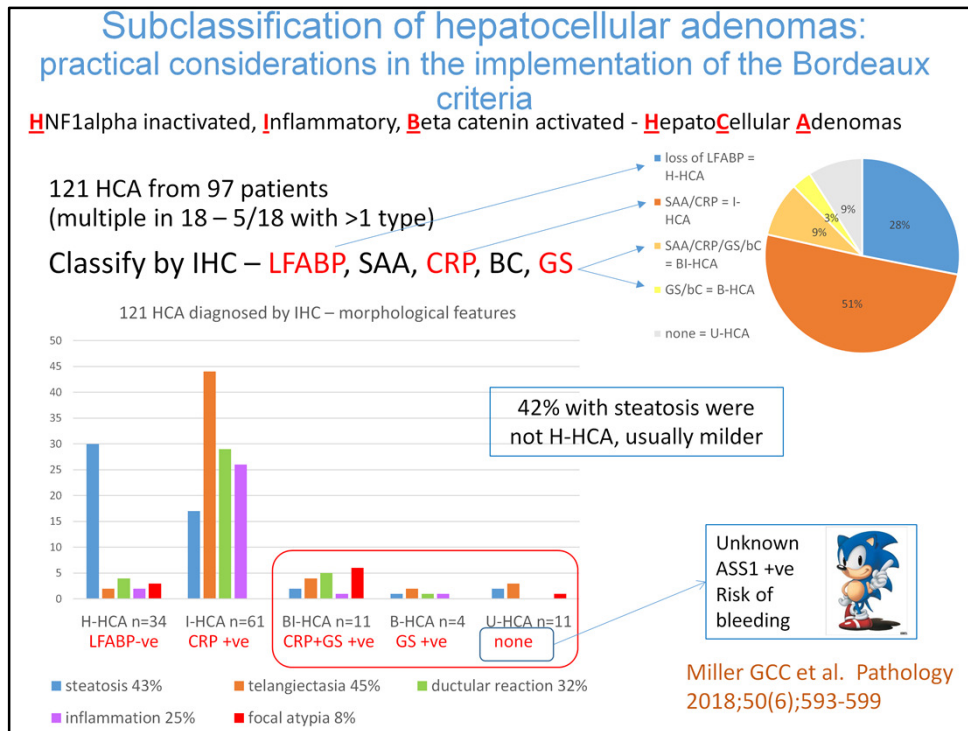 Subclassification of hepatocellular adenomas:
practical considerations in the implementation of the Bordeaux
criteria
HNF1alpha inactivated, Inflammatory, Beta catenin activated - HepatoCellular Adenomas
121 HCA from 97 patients
(multiple in 18 – 5/18 with >1 type)
Classify by IHC – LFABP, SAA, CRP, BC, GS
loss of LFABP =
H-HCA
SAA/CRP = I-
HCA
SAA/CRP/GS/bC
= BI-HCA
GS/bC = B-HCA
none = U-HCA
9%
3%
9%
28%
51%
121 HCA diagnosed by IHC – morphological features
50
45
40
35
30
25
20
15
10
5
0
H-HCA n=34
LFABP-ve
I-HCA n=61
CRP +ve
BI-HCA n=11
CRP+GS +ve
B-HCA n=4
GS +ve
U-HCA n=11
none
steatosis 43%
telangiectasia 45%
ductular reaction 32%
inflammation 25%
focal atypia 8%
42% with steatosis were
not H-HCA, usually milder
Unknown
ASS1 +ve
Risk of
bleeding
Miller GCC et al. Pathology
2018;50(6);593-599